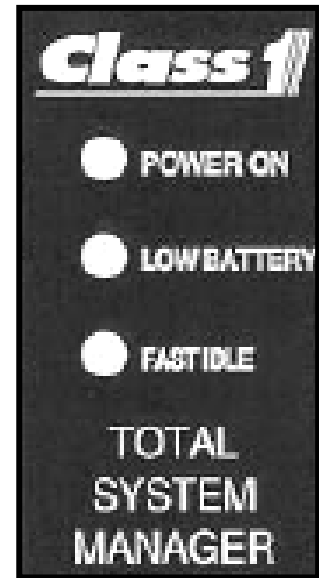 Class 1
POWER ON
LOW BATTERY
FAST IDLE
TOTAL
SYSTEM
MANAGER